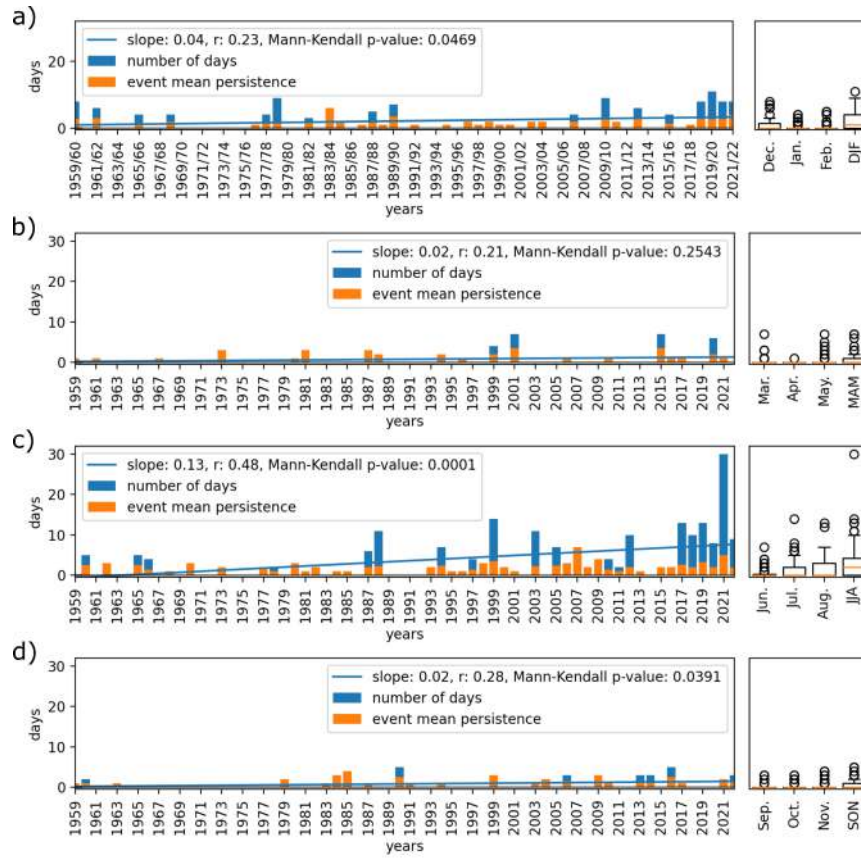 a)
slope: 0.04, r: 0.23, Mann-Kendall p-value: 0.0469
number of days
event mean persistence
days
20
0
1959/60 1961/62 1963/64 1965/66 1967/68 1969/70 1971/72 1973/74 1975/76 1977/78 1979/80 1981/82 1983/84 1985/86 1987/88 1989/90 1991/92 1993/94 1995/96 1997/98 1999/00 2001/02 2003/04 2005/06 2007/08 2009/10 2011/12 2013/14 2015/16 2017/18 2019/20 2021/22
years
Dec. Jan. Feb. DJF
b)
slope: 0.02, r: 0.21, Mann-Kendall p-value: 0.2543
number of days
event mean persistence
days
30
20
10
0
1959 1961 1963 1965 1967 1969 1971 1973 1975 1977 1979 1981 1983 1985 1987 1989 1991 1993 1995 1997 1999 2001 2003 2005 2007 2009 2011 2013 2015 2017 2019 2021
years
Mar. Apr. May. MAM
c)
slope: 0.13, r: 0.48, Mann-Kendall p-value: 0.0001
number of days
event mean persistence
days
30
20
10
0
1959 1961 1963 1965 1967 1969 1971 1973 1975 1977 1979 1981 1983 1985 1987 1989 1991 1993 1995 1997 1999 2001 2003 2005 2007 2009 2011 2013 2015 2017 2019 2021
years
Jun. Jul. Aug. JJA
d)
slope: 0.02, r: 0.28, Mann-Kendall p-value: 0.0391
number of days
event mean persistence
days
30
20
10
0
1959 1961 1963 1965 1967 1969 1971 1973 1975 1977 1979 1981 1983 1985 1987 1989 1991 1993 1995 1997 1999 2001 2003 2005 2007 2009 2011 2013 2015 2017 2019 2021
years
Sep. Oct. Nov. SON